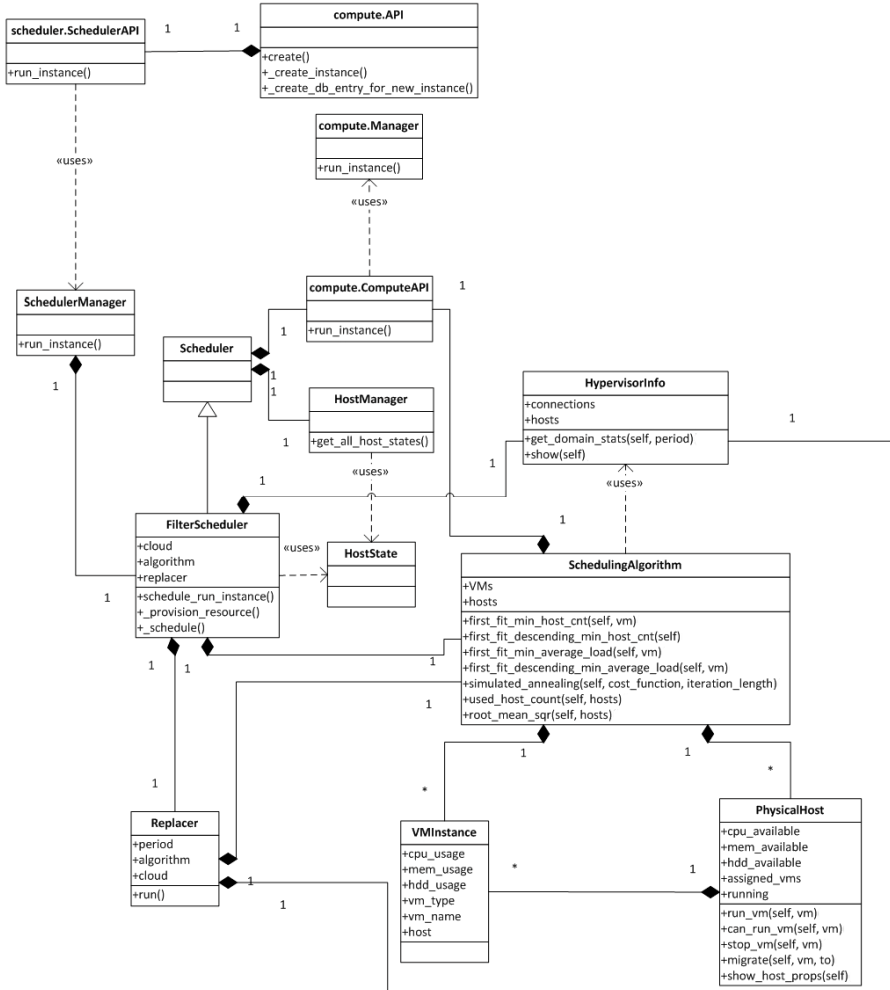 scheduler.SchedulerAPI
+run_instance()
1
1
compute.API
+create()
+_create_instance()
+_create_db_entry_for_new_instance()
«uses»
compute.Manager
+run_instance()
«uses»
SchedulerManager
+run_instance()
1
Scheduler
1
1
1
compute.ComputeAPI
+run_instance()
1
HostManager
+get_all_host_states()
1
«uses»
HypervisorInfo
+connections
+hosts
+get_domain_stats(self, period)
+show(self)
1
1
«uses»
1
FilterScheduler
+cloud
+algorithm
+replacer
+schedule_run_instance()
+_provision_resource()
+_schedule()
1
«uses»
HostState
1
SchedulingAlgorithm
+VMs
+hosts
+first_fit_min_host_cnt(self, vm)
+first_fit_descending_min_host_cnt(self)
+first_fit_min_average_load(self, vm)
+first_fit_descending_min_average_load(self, vm)
+simulated_annealing(self, cost_function, iteration_length)
+used_host_count(self, hosts)
+root_mean_sqr(self, hosts)
1
1
1
1
1
1
1
*
*
Replacer
+period
+algorithm
+cloud
+run()
1
1
VMInstance
+cpu_usage
+mem_usage
+hdd_usage
+vm_type
+vm_name
+host
*
1
PhysicalHost
+cpu_available
+mem_available
+hdd_available
+assigned_vms
+running
+run_vm(self, vm)
+can_run_vm(self, vm)
+stop_vm(self, vm)
+migrate(self, vm, to)
+show_host_props(self)